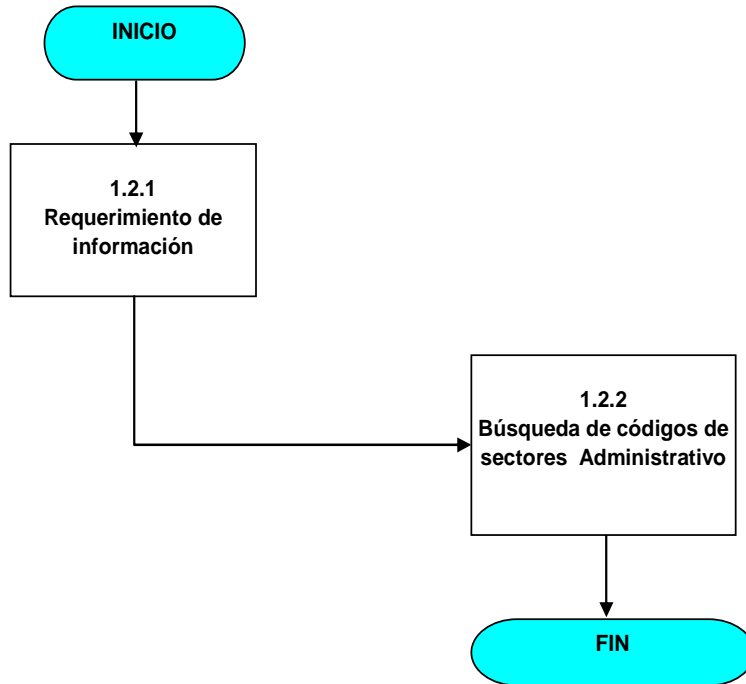 INICIO
1.2.1
Requerimiento de
información
1.2.2
Búsqueda de códigos de
sectores Administrativo
FIN